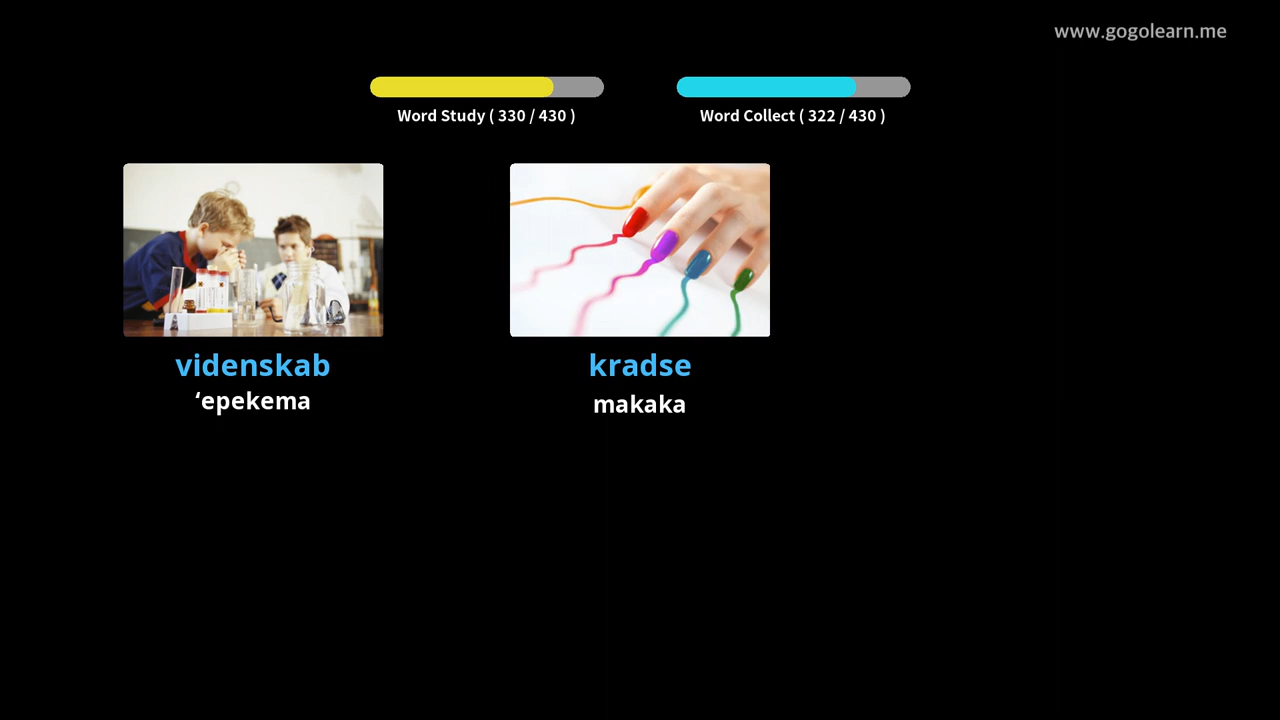 www.gogolearn.me
Word Study ( 330 / 430 )
Word Collect ( 322 / 430 )
videnskab
‘epekema
kradse
makaka